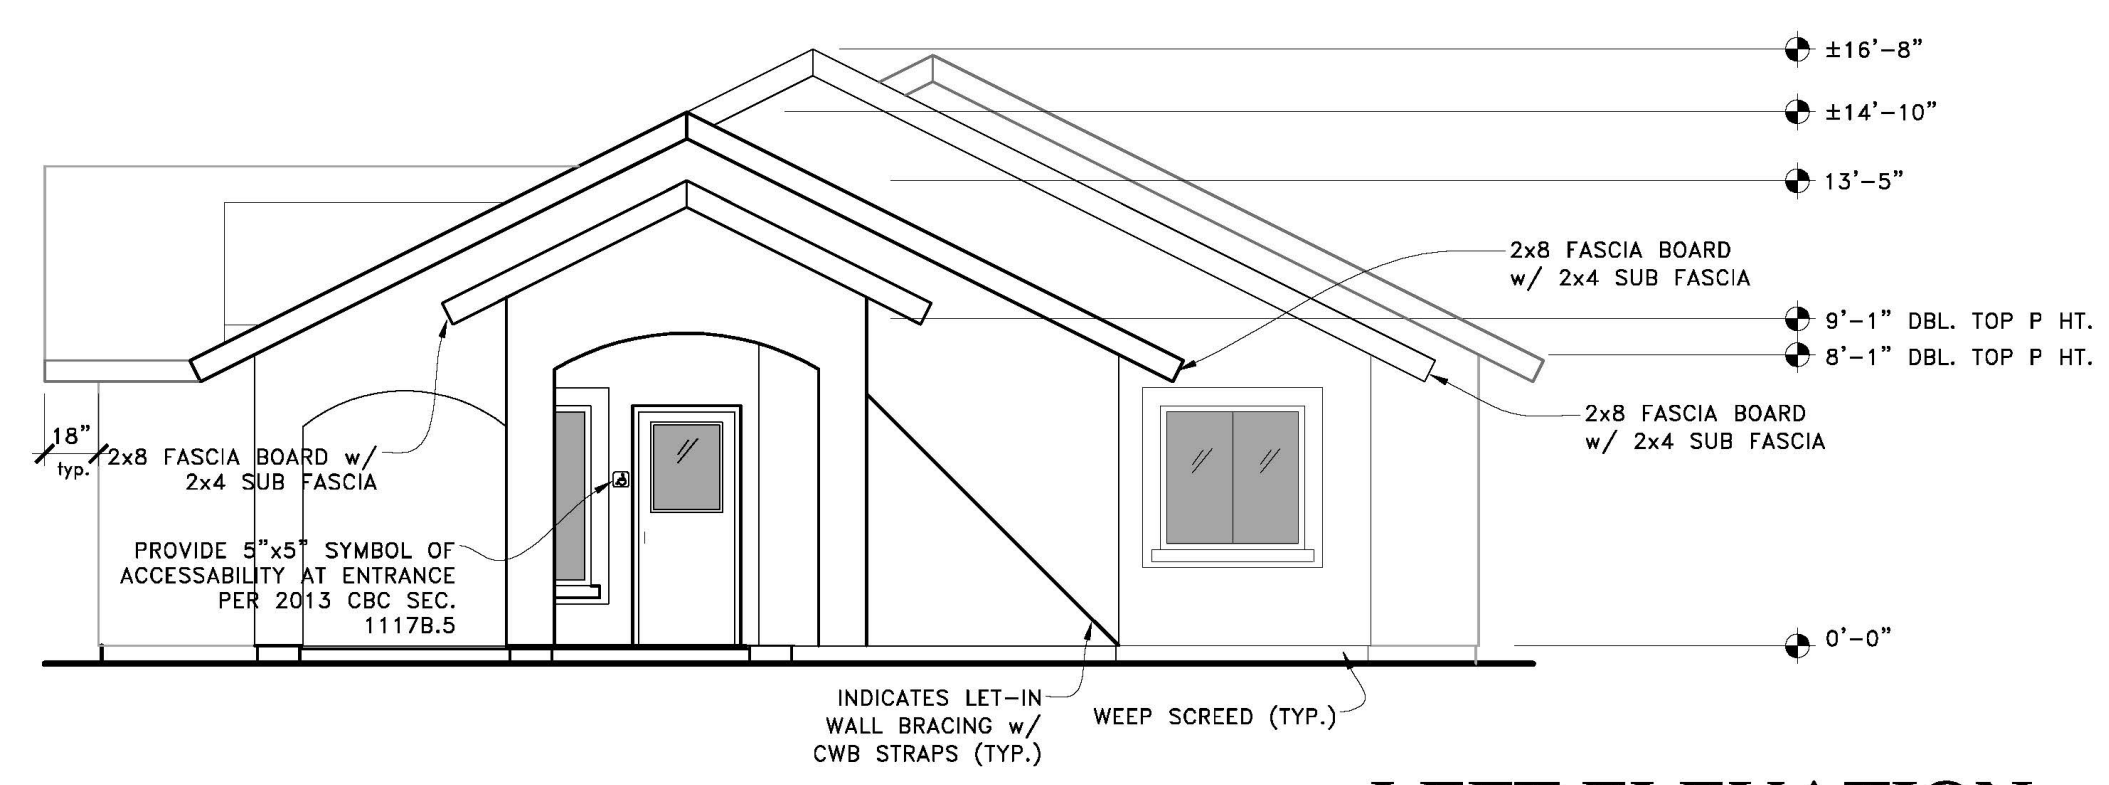 ±16'-8"
±14'-10"
13'-5"
2x8 FASCIA BOARD
w/ 2x4 SUB FASCIA
9'-1" DBL. TOP P HT.
8'-1" DBL. TOP P HT.
2x8 FASCIA BOARD
w/ 2x4 SUB FASCIA
18"
typ.
2x8 FASCIA BOARD w/
2x4 SUB FASCIA
PROVIDE 5"x5" SYMBOL OF
ACCESSABILITY AT ENTRANCE
PER 2013 CBC SEC.
1117B.5
0'-0"
INDICATES LET-IN
WALL BRACING w/
CWB STRAPS (TYP.)
WEEP SCREED (TYP.)